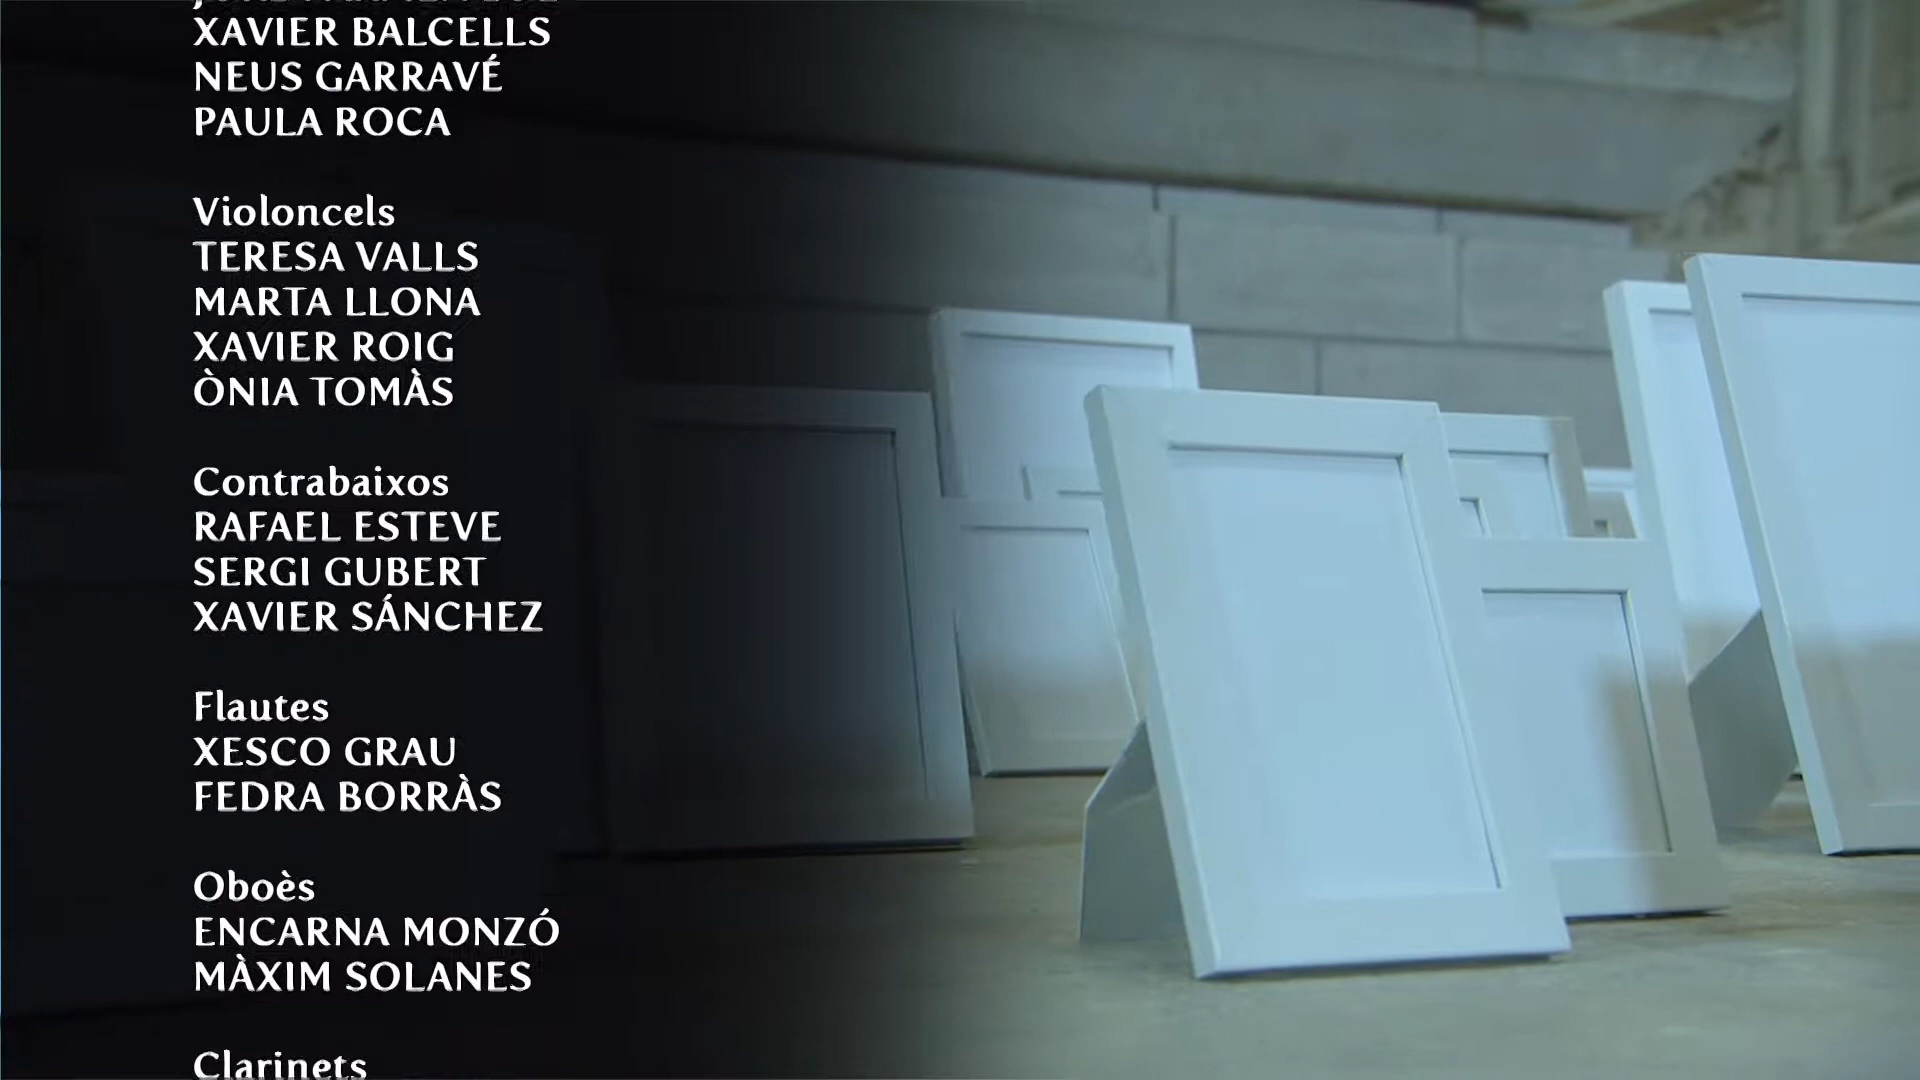 XAVIER BALCELLS
NEUS GARRAVÉ
PAULA ROCA
Violoncels
TERESA VALLS
MARTA LLONA
XAVIER ROIG
ÒNIA TOMÀS
Contrabaixos
RAFAEL ESTEVE
SERGI GUBERT
XAVIER SÁNCHEZ
Flautes
XESCO GRAU
FEDRA BORRÀS
Oboès
ENCARNA MONZÓ
MÀXIM SOLANES
Clarinets